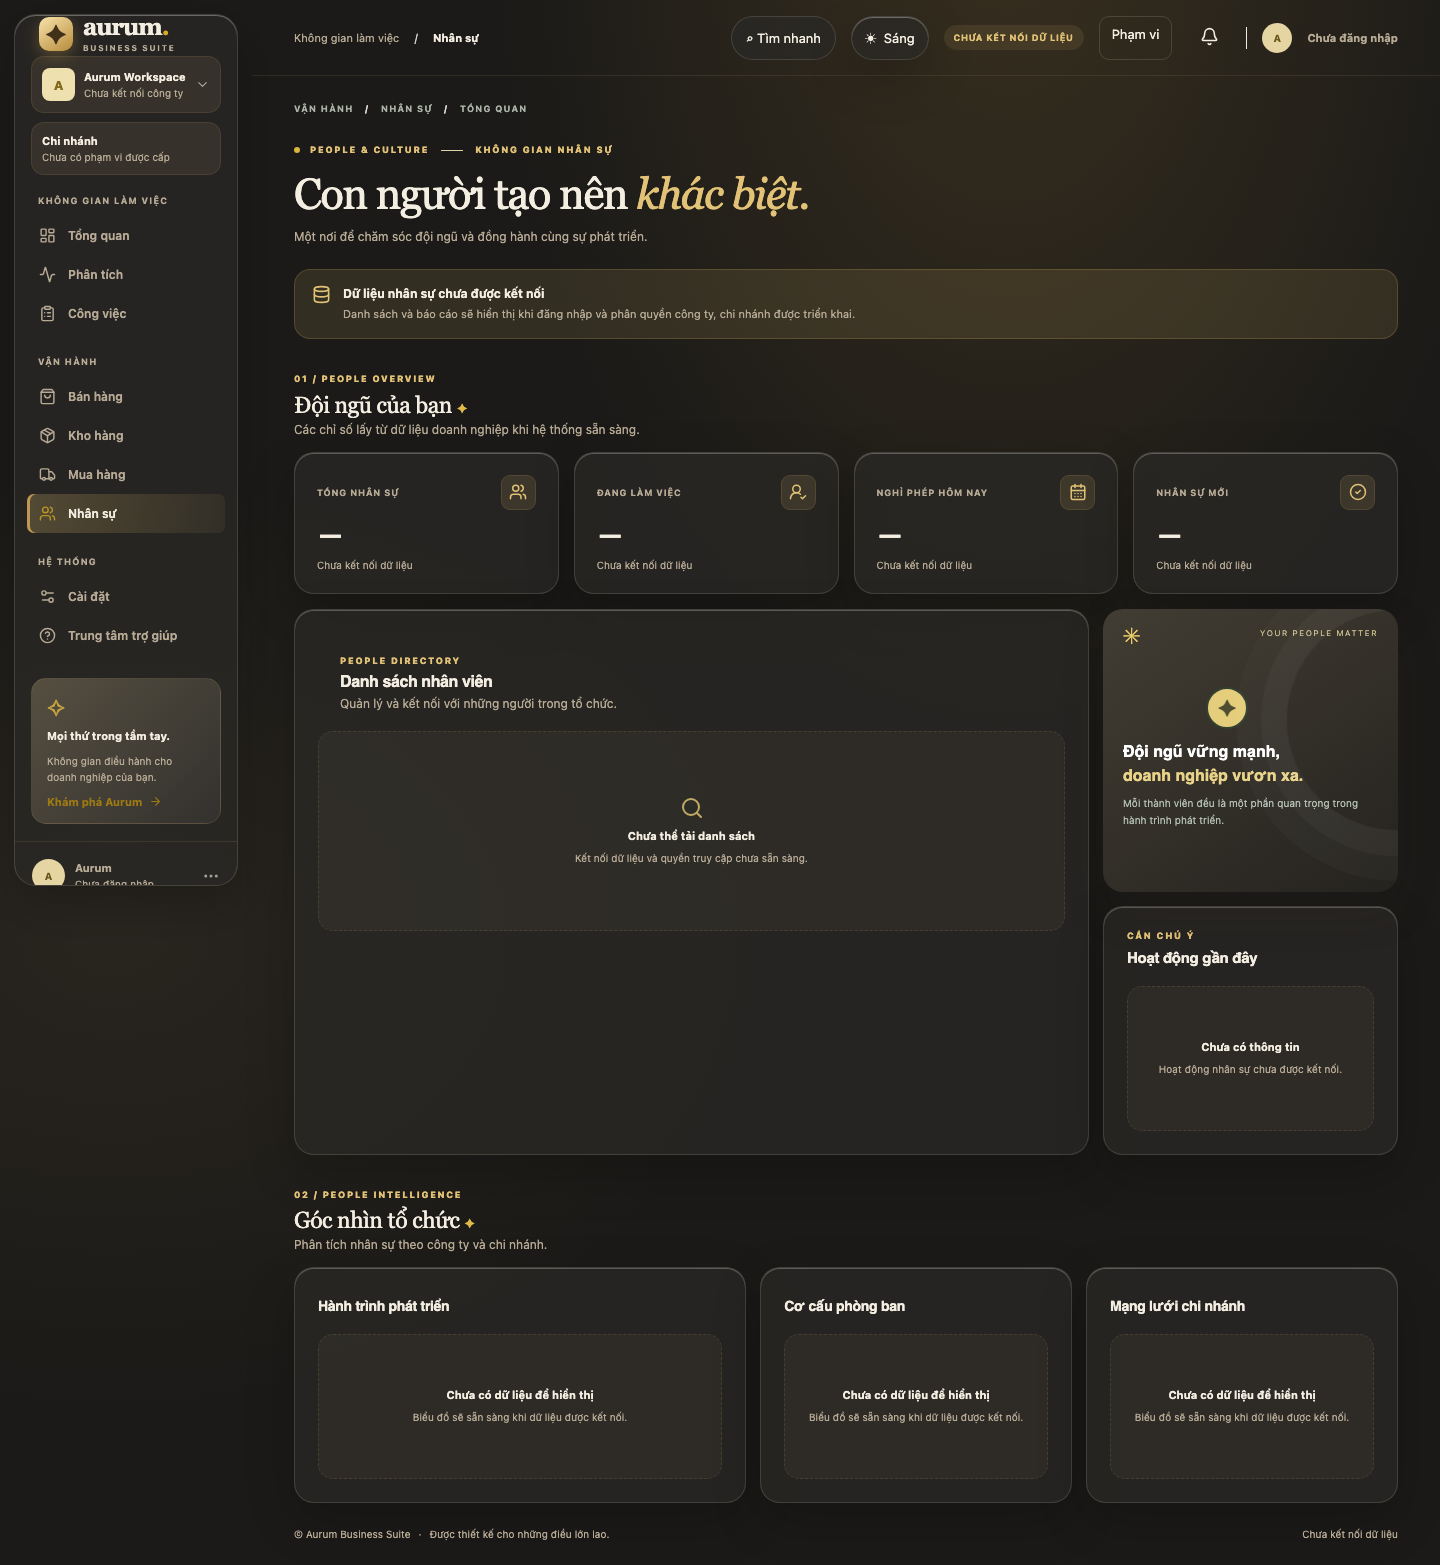 aurum.
BUSINESS SUITE
A
Aurum Workspace
Chưa kết nối công ty
Chi nhánh
Chưa có phạm vi được cấp
KHÔNG GIAN LÀM VIỆC
Tổng quan
Phân tích
Công việc
VẬN HÀNH
Bán hàng
Kho hàng
Mua hàng
Nhân sự
HỆ THỐNG
Cài đặt
Trung tâm trợ giúp
Mọi thứ trong tầm tay.
Không gian điều hành cho
doanh nghiệp của bạn.
Khám phá Aurum →
A
Aurum
Chưa đăng nhập
Không gian làm việc / Nhân sự
Tìm nhanh
Sáng
CHƯA KẾT NỐI DỮ LIỆU
Phạm vi
A
Chưa đăng nhập
VẬN HÀNH / NHÂN SỰ / TỔNG QUAN
PEOPLE & CULTURE — KHÔNG GIAN NHÂN SỰ
Con người tạo nên khác biệt.
Một nơi để chăm sóc đội ngũ và đồng hành cùng sự phát triển.
Dữ liệu nhân sự chưa được kết nối
Danh sách và báo cáo sẽ hiển thị khi đăng nhập và phân quyền công ty, chi nhánh được triển khai.
01 / PEOPLE OVERVIEW
Đội ngũ của bạn
Các chỉ số lấy từ dữ liệu doanh nghiệp khi hệ thống sẵn sàng.
TỔNG NHÂN SỰ
—
Chưa kết nối dữ liệu
ĐANG LÀM VIỆC
—
Chưa kết nối dữ liệu
NGHỈ PHÉP HÔM NAY
—
Chưa kết nối dữ liệu
NHÂN SỰ MỚI
—
Chưa kết nối dữ liệu
PEOPLE DIRECTORY
Danh sách nhân viên
Quản lý và kết nối với những người trong tổ chức.
Chưa thể tải danh sách
Kết nối dữ liệu và quyền truy cập chưa sẵn sàng.
YOUR PEOPLE MATTER
Đội ngũ vững mạnh,
doanh nghiệp vươn xa.
Mỗi thành viên đều là một phần quan trọng trong
hành trình phát triển.
CẦN CHÚ Ý
Hoạt động gần đây
Chưa có thông tin
Hoạt động nhân sự chưa được kết nối.
02 / PEOPLE INTELLIGENCE
Góc nhìn tổ chức
Phân tích nhân sự theo công ty và chi nhánh.
Hành trình phát triển
Chưa có dữ liệu để hiển thị
Biểu đồ sẽ sẵn sàng khi dữ liệu được kết nối.
Cơ cấu phòng ban
Chưa có dữ liệu để hiển thị
Biểu đồ sẽ sẵn sàng khi dữ liệu được kết nối.
Mạng lưới chi nhánh
Chưa có dữ liệu để hiển thị
Biểu đồ sẽ sẵn sàng khi dữ liệu được kết nối.
© Aurum Business Suite · Được thiết kế cho những điều lớn lao.
Chưa kết nối dữ liệu